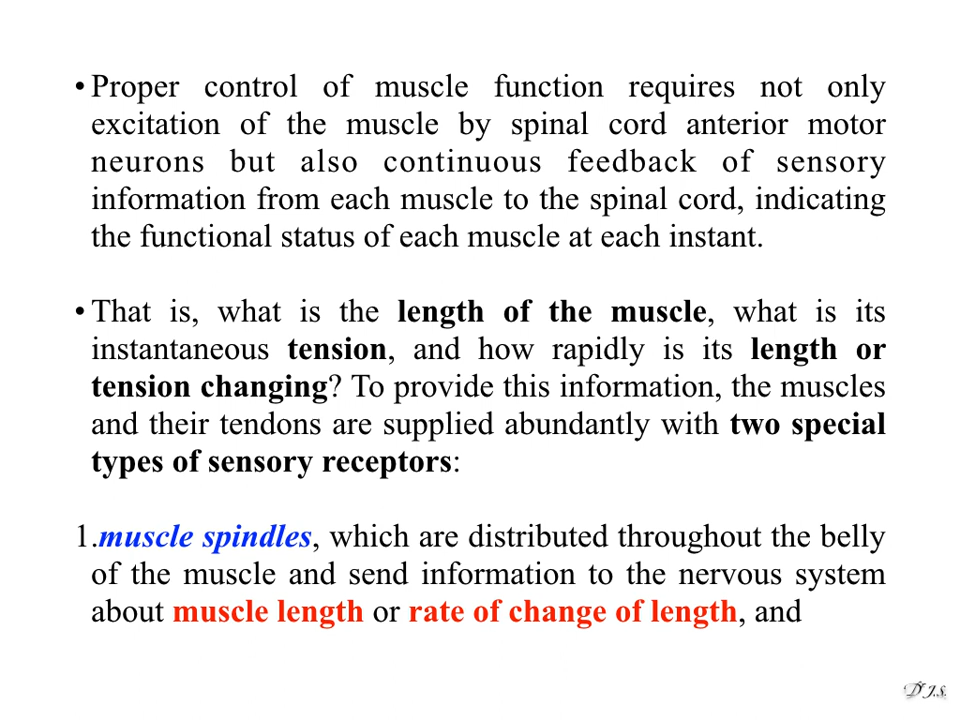 • Proper control of muscle function requires not only
excitation of the muscle by spinal cord anterior motor
neurons but also continuous feedback of sensory
information from each muscle to the spinal cord, indicating
the functional status of each muscle at each instant.
• That is, what is the length of the muscle, what is its
instantaneous tension, and how rapidly is its length or
tension changing? To provide this information, the muscles
and their tendons are supplied abundantly with two special
types of sensory receptors:
1.muscle spindles, which are distributed throughout the belly
of the muscle and send information to the nervous system
about muscle length or rate of change of length, and
Dr J.S.